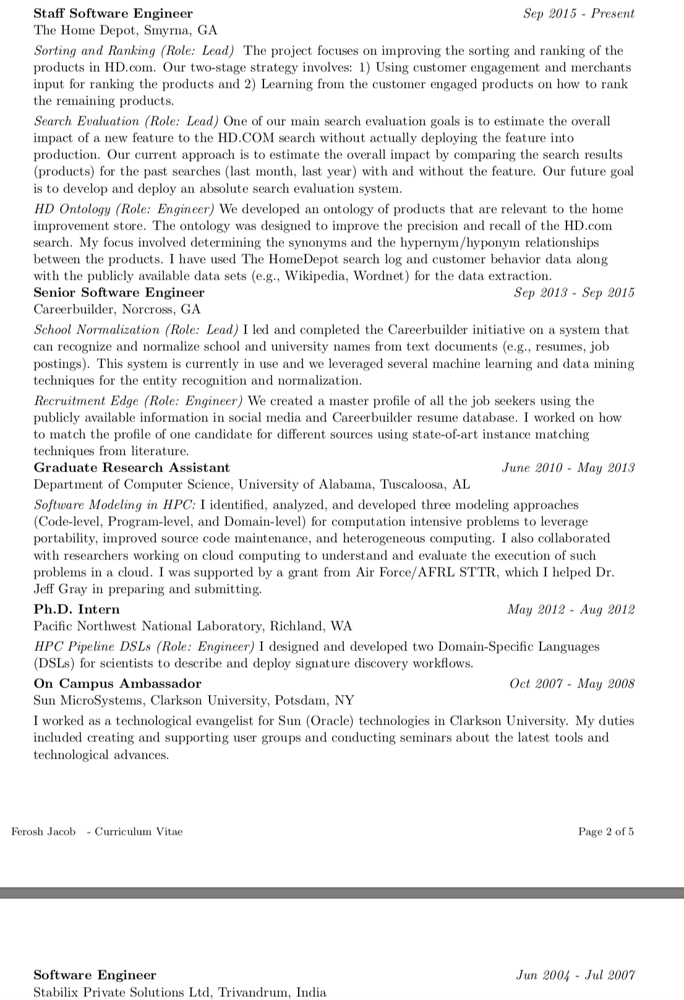 Staff Software Engineer Sep 2015 - Present
The Home Depot, Smyrna, GA
Sorting and Ranking (Role: Lead) The project focuses on improving the sorting and ranking of the
products in HD.com. Our two-stage strategy involves: 1) Using customer engagement and merchants
input for ranking the products and 2) Learning from the customer engaged products on how to rank
the remaining products.
Search Evaluation (Role: Lead) One of our main search evaluation goals is to estimate the overall
impact of a new feature to the HD.COM search without actually deploying the feature into
production. Our current approach is to estimate the overall impact by comparing the search results
(products) for the past searches (last month, last year) with and without the feature. Our future goal
is to develop and deploy an absolute search evaluation system.
HD Ontology (Role: Engineer) We developed an ontology of products that are relevant to the home
improvement store. The ontology was designed to improve the precision and recall of the HD.com
search. My focus involved determining the synonyms and the hypernym/hyponym relationships
between the products. I have used The HomeDepot search log and customer behavior data along
with the publicly available data sets (e.g., Wikipedia, Wordnet) for the data extraction.
Senior Software Engineer Sep 2013 - Sep 2015
Careerbuilder, Norcross, GA
School Normalization (Role: Lead) I led and completed the Careerbuilder initiative on a system that
can recognize and normalize school and university names from text documents (e.g., resumes, job
postings). This system is currently in use and we leveraged several machine learning and data mining
techniques for the entity recognition and normalization.
Recruitment Edge (Role: Engineer) We created a master profile of all the job seekers using the
publicly available information in social media and Careerbuilder resume database. I worked on how
to match the profile of one candidate for different sources using state-of-art instance matching
techniques from literature.
Graduate Research Assistant June 2010 - May 2013
Department of Computer Science, University of Alabama, Tuscaloosa, AL
Software Modeling in HPC: I identified, analyzed, and developed three modeling approaches
(Code-level, Program-level, and Domain-level) for computation intensive problems to leverage
portability, improved source code maintenance, and heterogeneous computing. I also collaborated
with researchers working on cloud computing to understand and evaluate the execution of such
problems in a cloud. I was supported by a grant from Air Force/AFRL STTR, which I helped Dr.
Jeff Gray in preparing and submitting.
Ph.D. Intern May 2012 - Aug 2012
Pacific Northwest National Laboratory, Richland, WA
HPC Pipeline DSLs (Role: Engineer) I designed and developed two Domain-Specific Languages
(DSLs) for scientists to describe and deploy signature discovery workflows.
On Campus Ambassador Oct 2007 - May 2008
Sun MicroSystems, Clarkson University, Potsdam, NY
I worked as a technological evangelist for Sun (Oracle) technologies in Clarkson University. My duties
included creating and supporting user groups and conducting seminars about the latest tools and
technological advances.
Ferosh Jacob - Curriculum Vitae Page 2 of 5
Software Engineer Jun 2004 - Jul 2007
Stabilix Private Solutions Ltd, Trivandrum, India